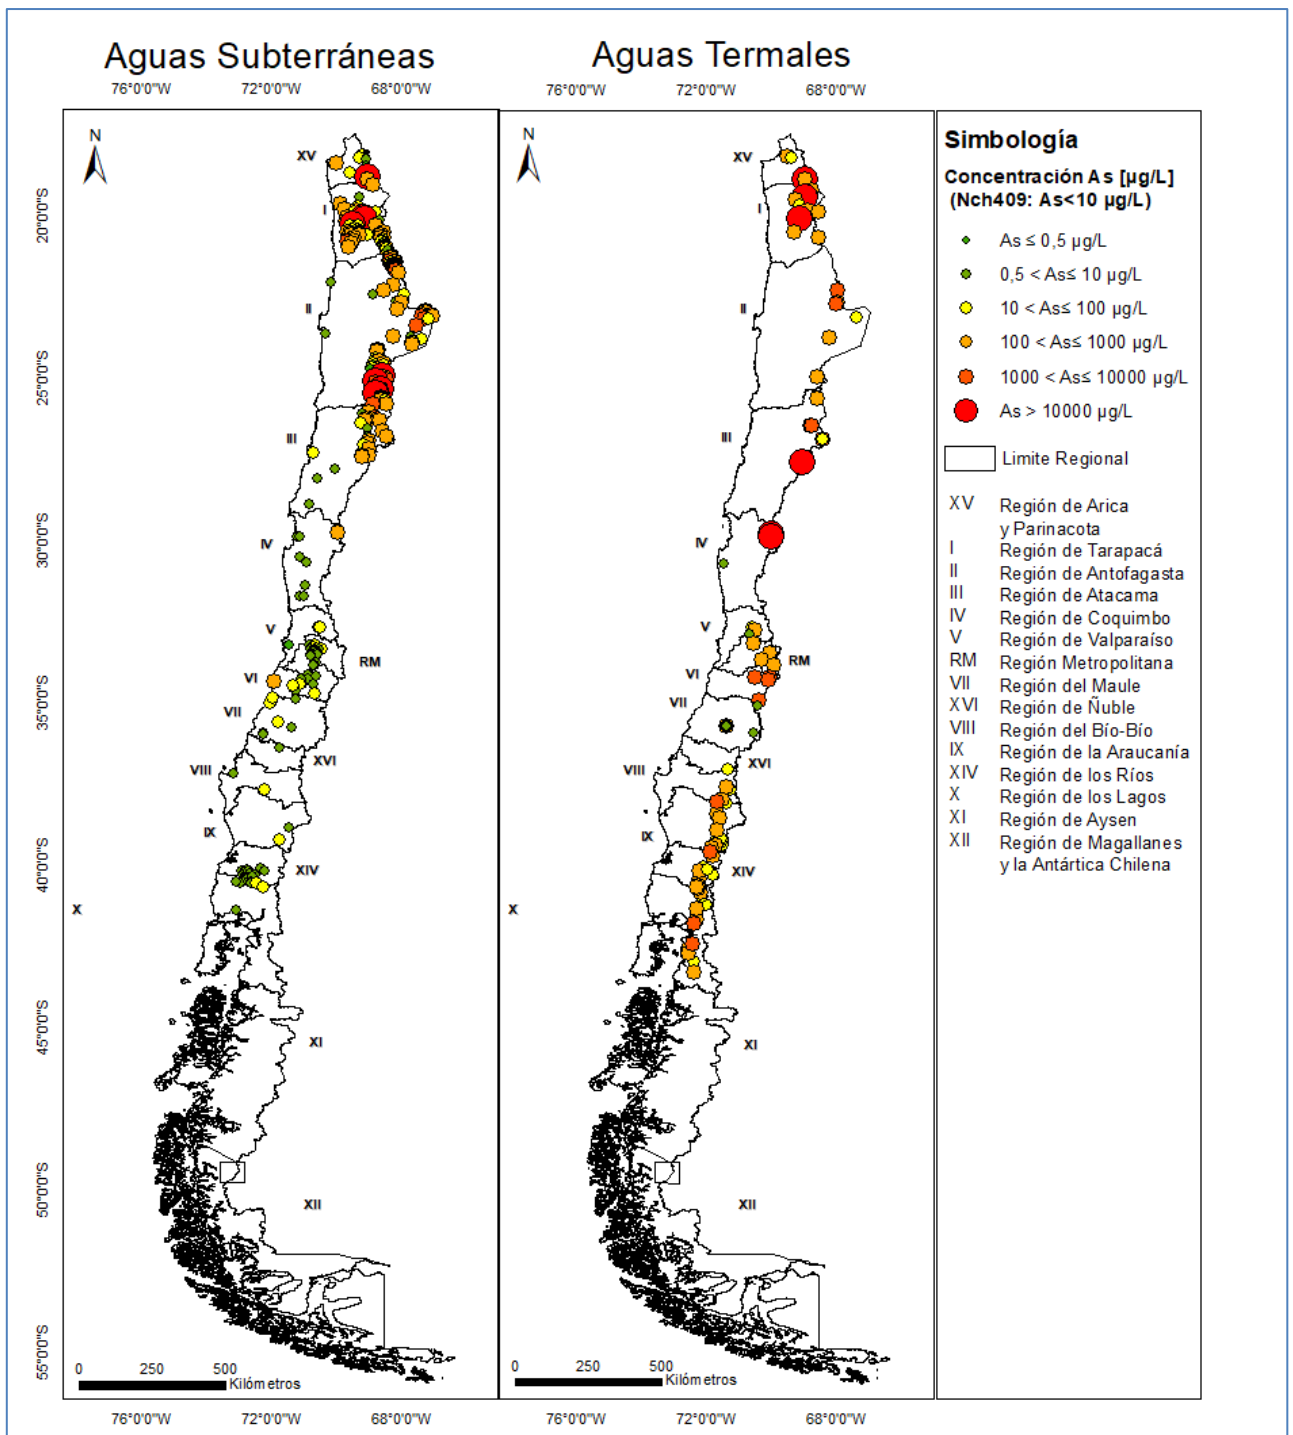 Aguas Subterráneas
76°0'0"W 72°0'0"W 68°0'0"W
N
XV
I
II
III
IV
V
RM
VI
VII
XVI
VIII
IX
XIV
X
XI
XII
0 250 500
Kilómetros
76°0'0"W 72°0'0"W 68°0'0"W
20°0'0"S
25°0'0"S
30°0'0"S
35°0'0"S
40°0'0"S
45°0'0"S
50°0'0"S
55°0'0"S
Aguas Termales
76°0'0"W 72°0'0"W 68°0'0"W
N
XV
I
II
III
IV
V
RM
VI
VII
XVI
VIII
IX
XIV
X
XI
XII
0 250 500
Kilómetros
76°0'0"W 72°0'0"W 68°0'0"W
Simbología
Concentración As [µg/L]
(Nch409: As<10 µg/L)
As ≤ 0,5 µg/L
0,5 < As≤ 10 µg/L
10 < As≤ 100 µg/L
100 < As≤ 1000 µg/L
1000 < As≤ 10000 µg/L
As > 10000 µg/L
Limite Regional
XV Región de Arica
y Parinacota
I Región de Tarapacá
II Región de Antofagasta
III Región de Atacama
IV Región de Coquimbo
V Región de Valparaíso
RM Región Metropolitana
VII Región del Maule
XVI Región de Ñuble
VIII Región del Bío-Bío
IX Región de la Araucanía
XIV Región de los Ríos
X Región de los Lagos
XI Región de Aysen
XII Región de Magallanes
y la Antártica Chilena